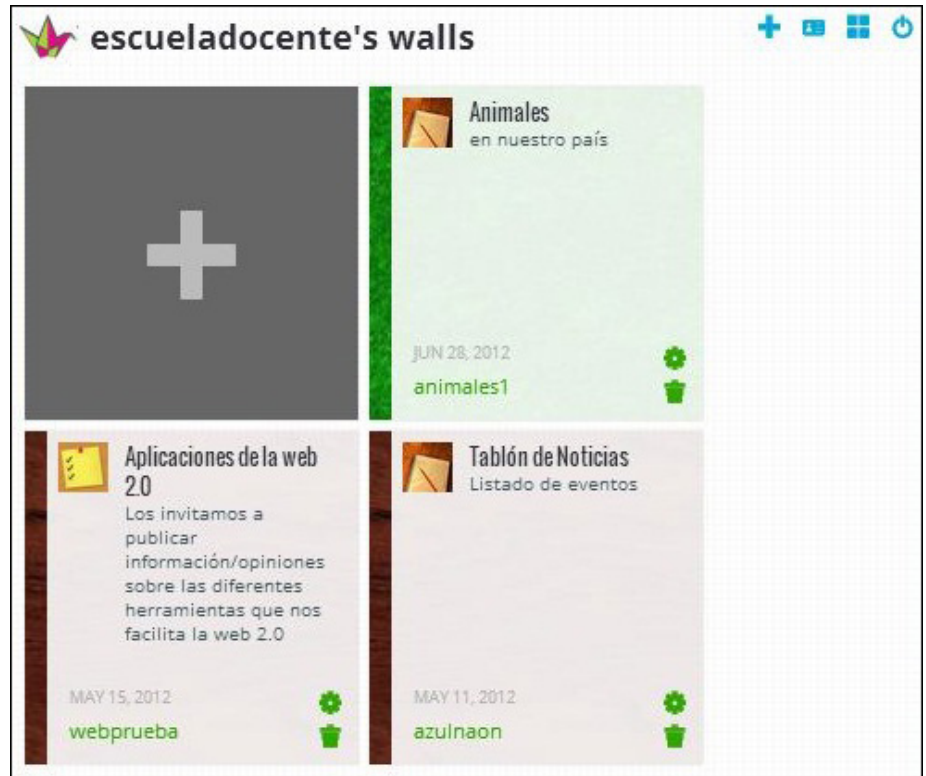 escueladocente's walls
Animales
en nuestro país
JUN 28, 2012
animales1
Aplicaciones de la web
2.0
Los invitamos a
publicar
información/opiniones
sobre las diferentes
herramientas que nos
facilita la web 2.0
MAY 15, 2012
webprueba
Tablón de Noticias
Listado de eventos
MAY 11, 2012
azulnaon